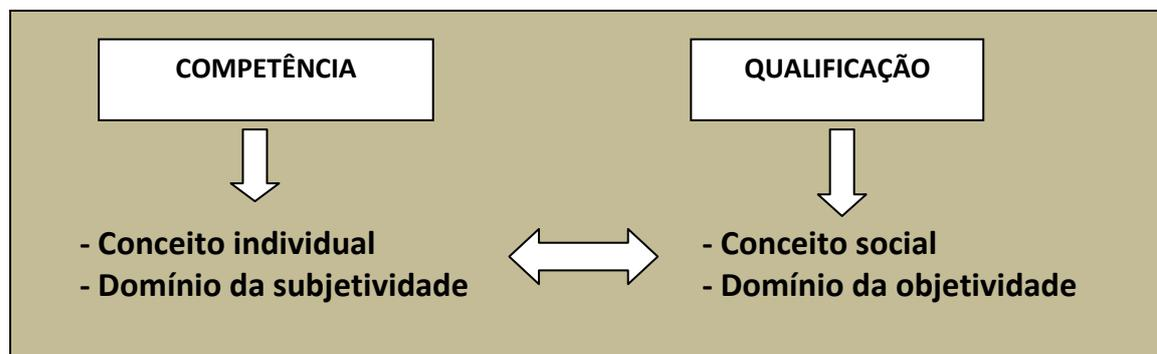 COMPETÊNCIA
- Conceito individual
- Domínio da subjetividade
QUALIFICAÇÃO
- Conceito social
- Domínio da objetividade